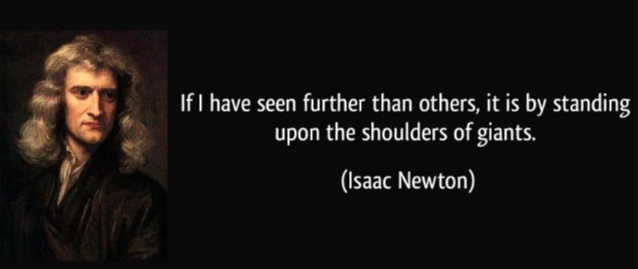 If I have seen further than others, it is by standing
upon the shoulders of giants.
(Isaac Newton)